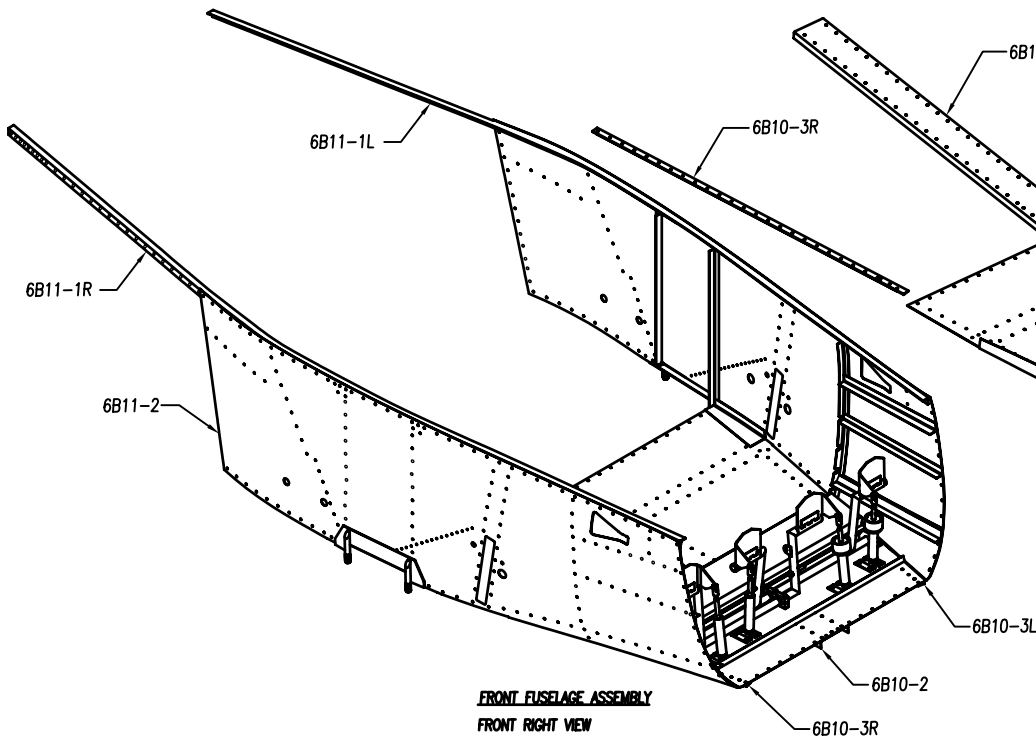 6B1
6B10-3R
6B11-1L
6B11-1R
6B11-2
6B10-3L
6B10-2
6B10-3R
FRONT FUSELAGE ASSEMBLY
FRONT RIGHT VIEW